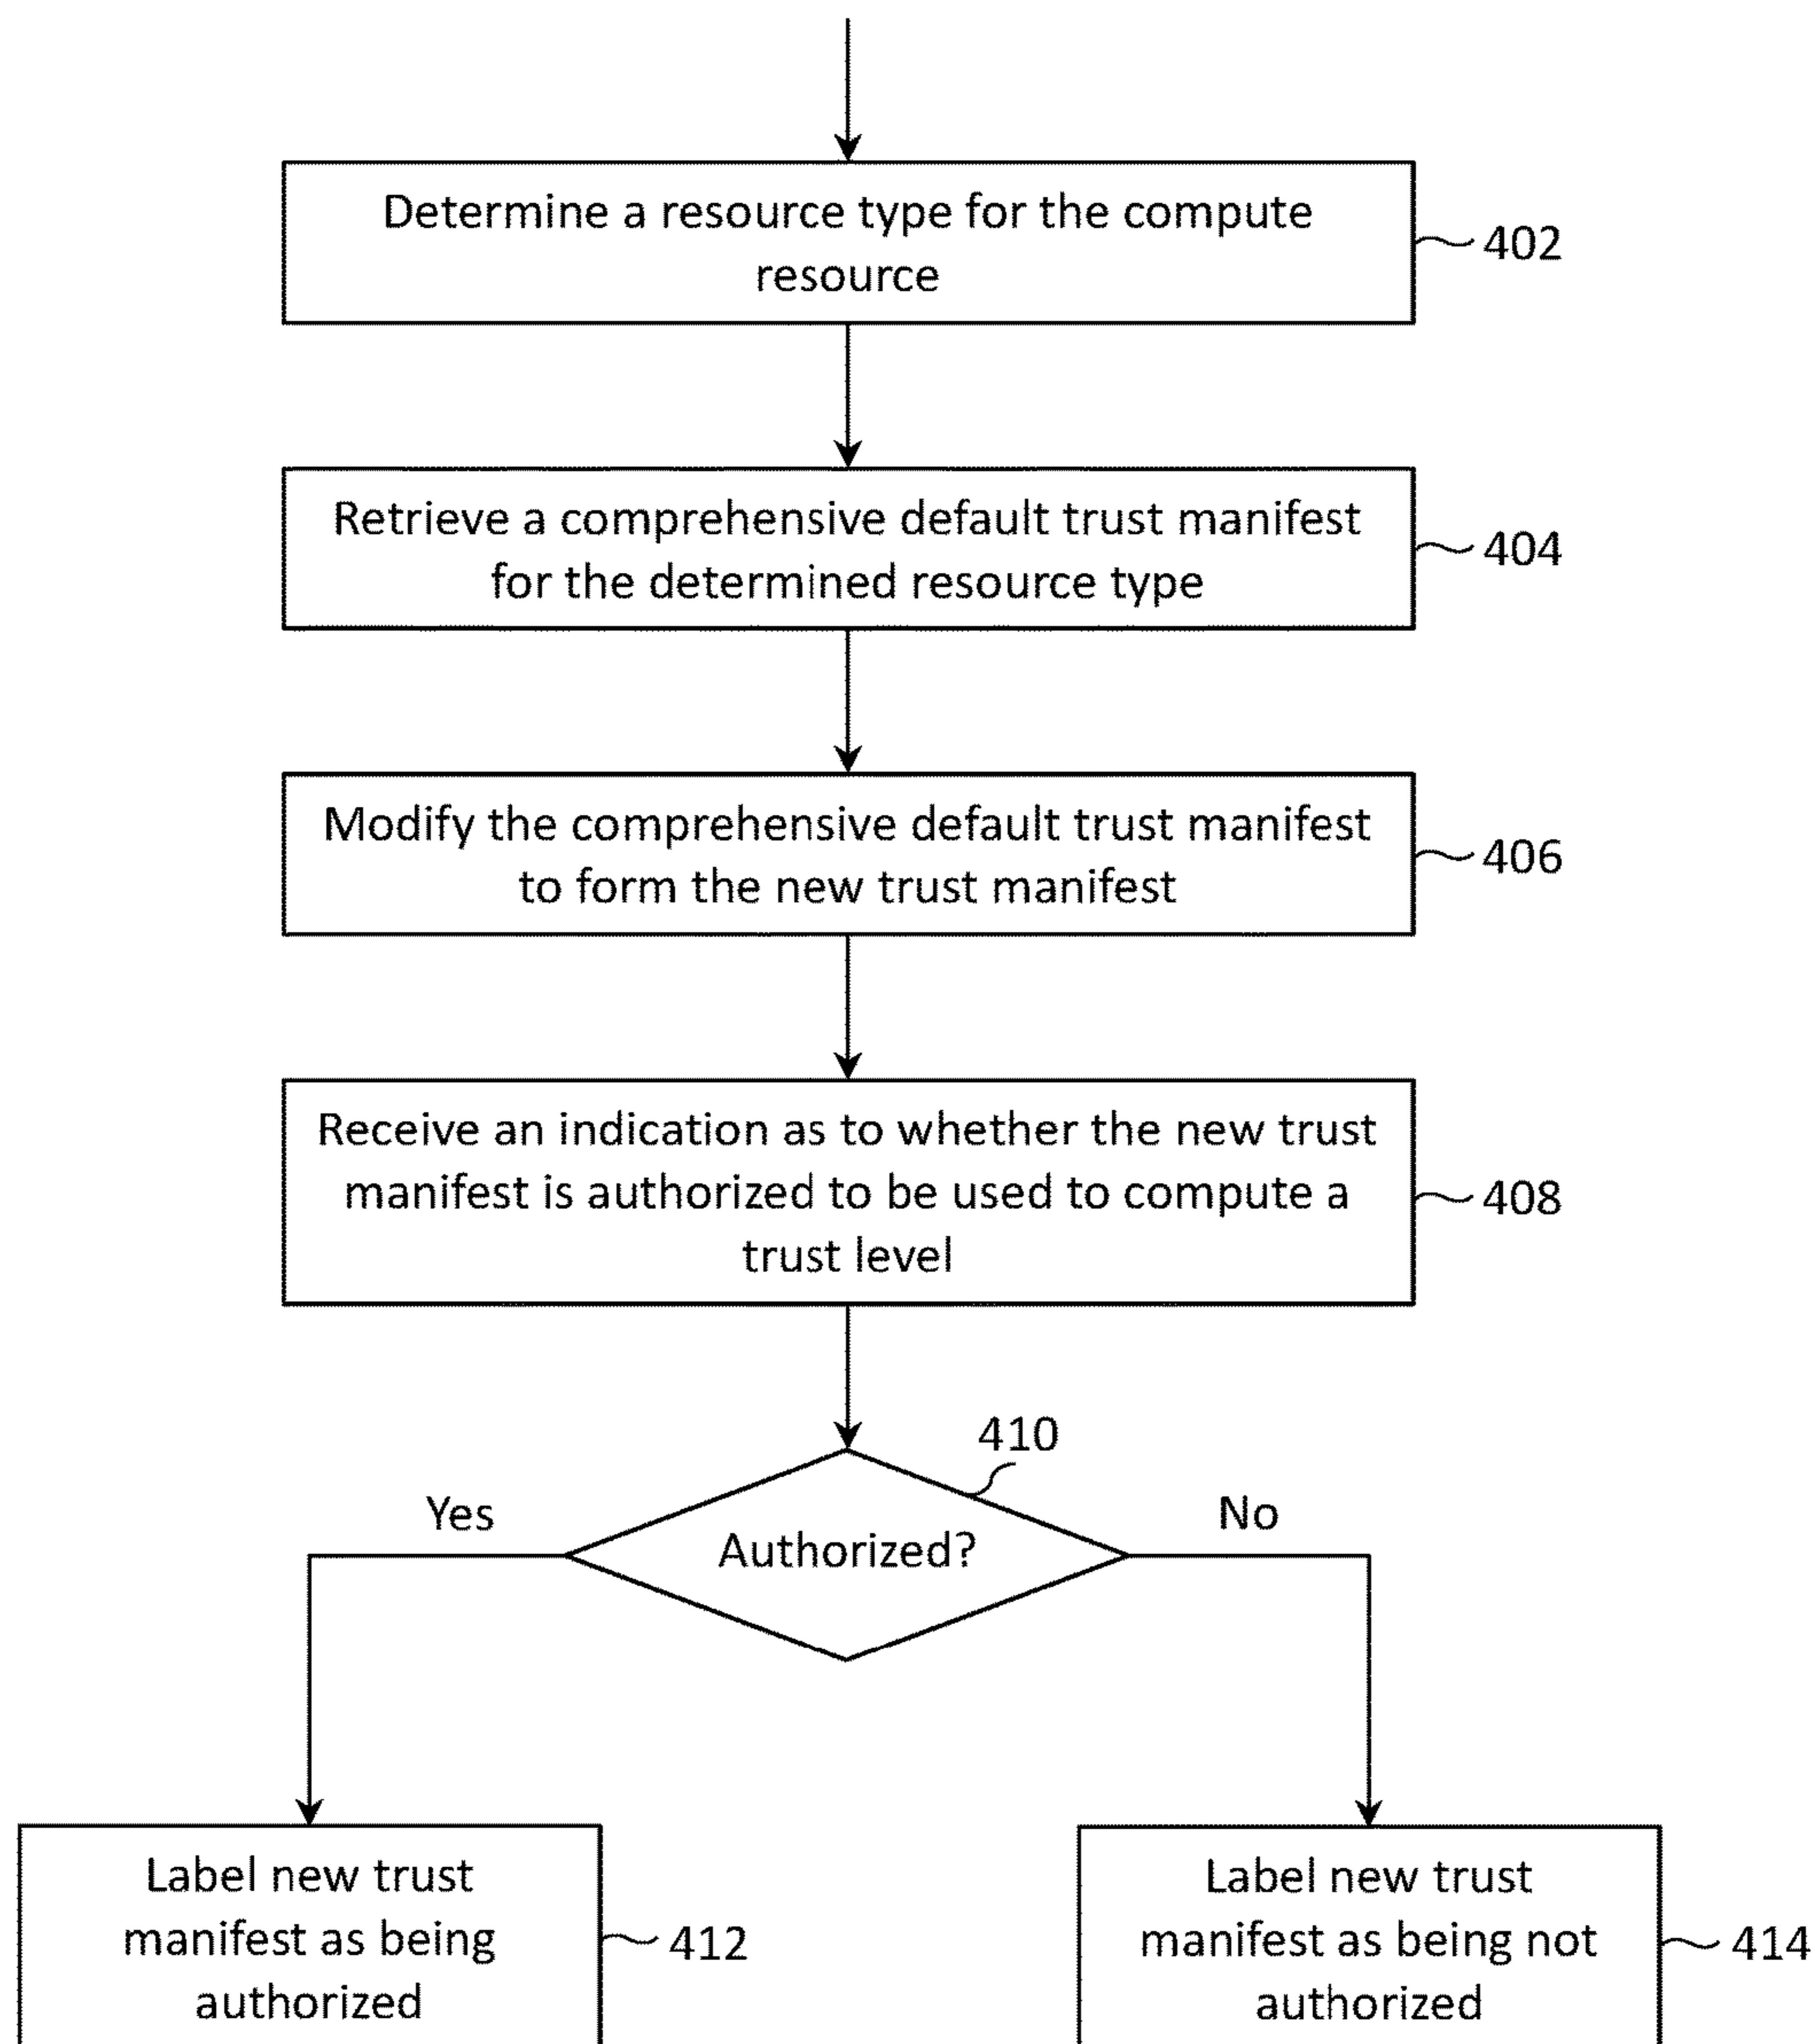 Determine a resource type for the compute
resource
402
Retrieve a comprehensive default trust manifest
for the determined resource type
404
Modify the comprehensive default trust manifest
to form the new trust manifest
406
Receive an indication as to whether the new trust
manifest is authorized to be used to compute a
trust level
408
410
Yes
Authorized?
No
Label new trust
manifest as being
authorized
412
Label new trust
manifest as being not
authorized
414